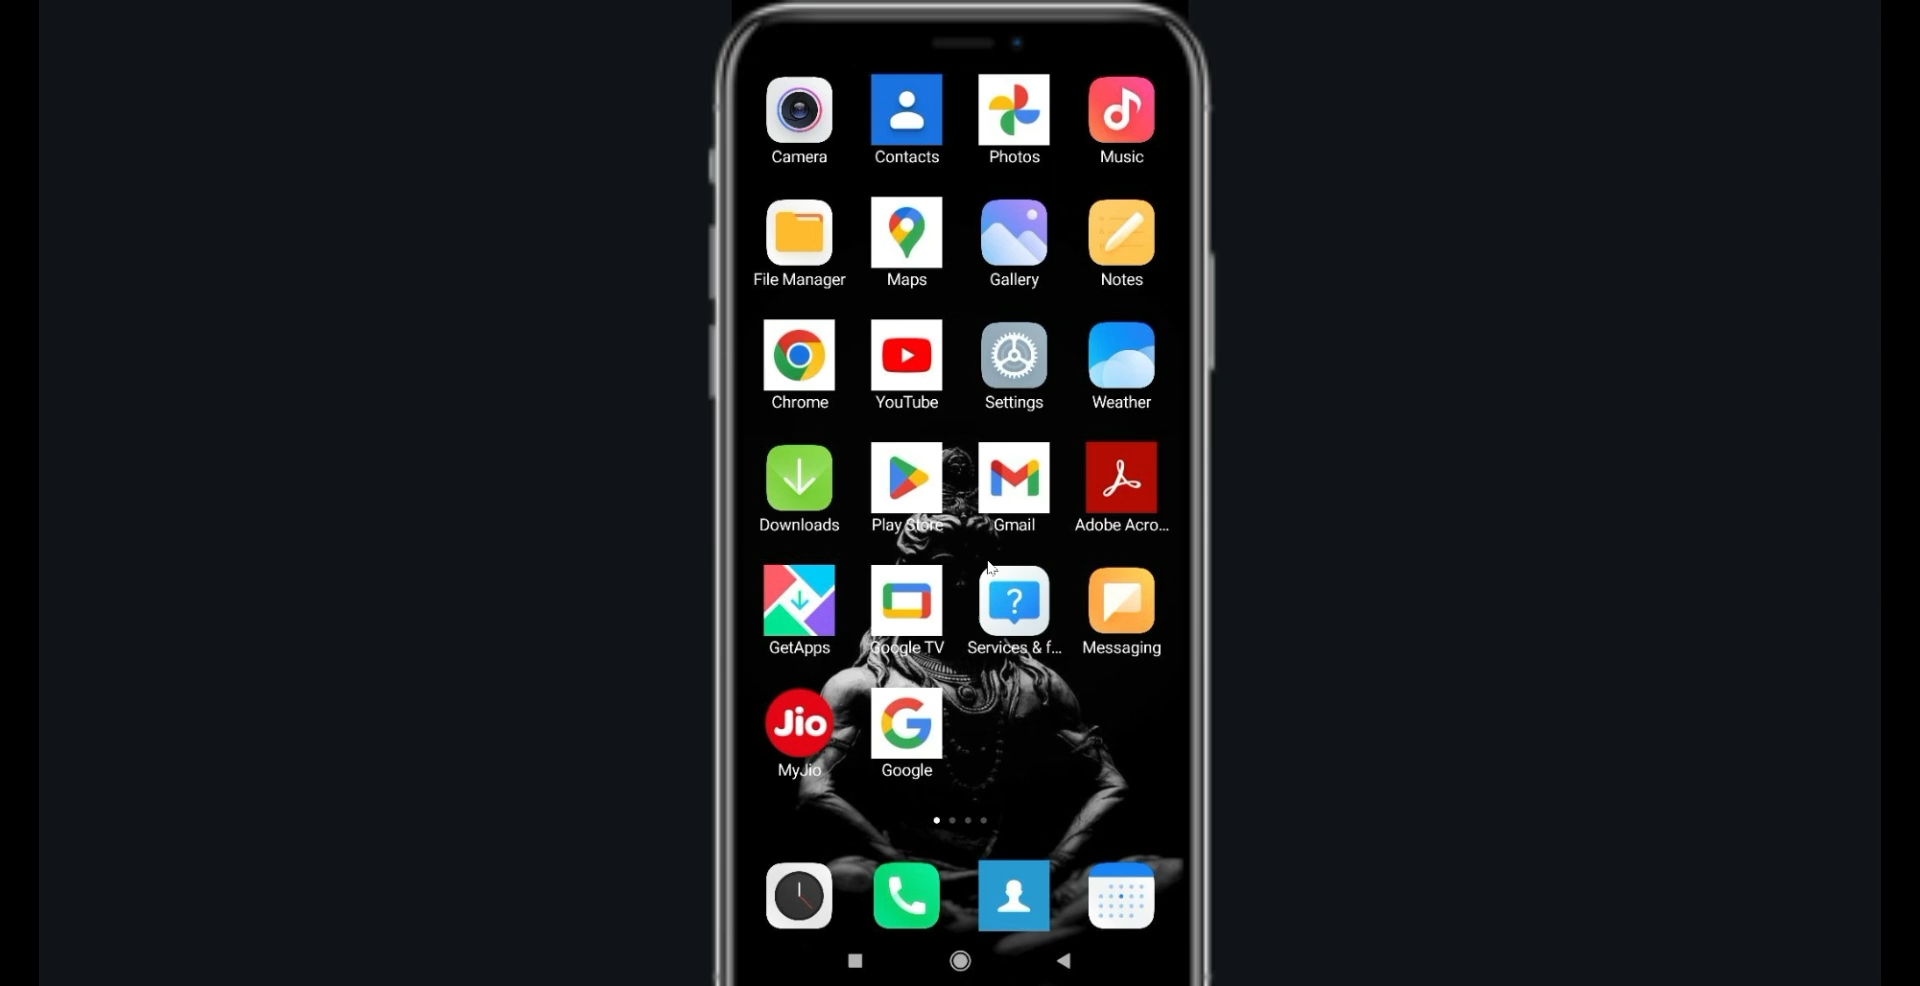 Camera Contacts Photos Music
File Manager Maps Gallery Notes
Chrome YouTube Settings Weather
Downloads Play Store Gmail Adobe Acro...
?
GetApps Google TV Services & f... Messaging
Jio G
MyJio Google